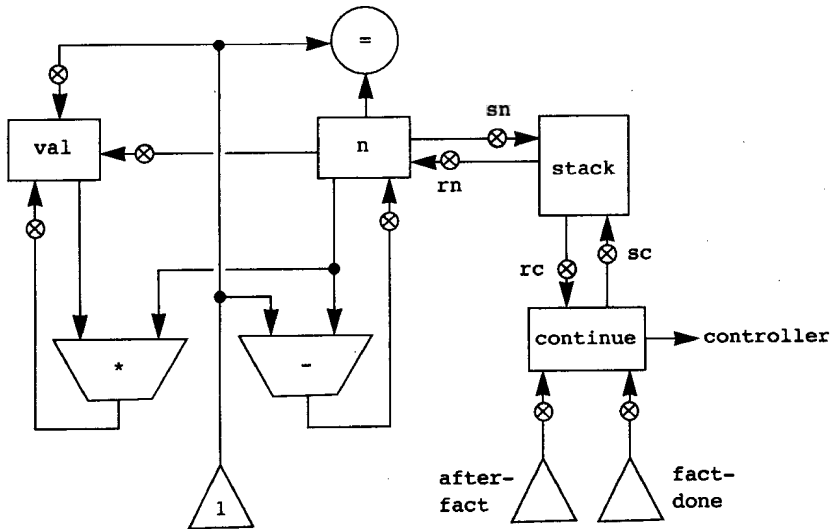 =
sn
val
n
stack
rn
rc
sc
continue
controller
*
-
after-
fact
fact-
done
1